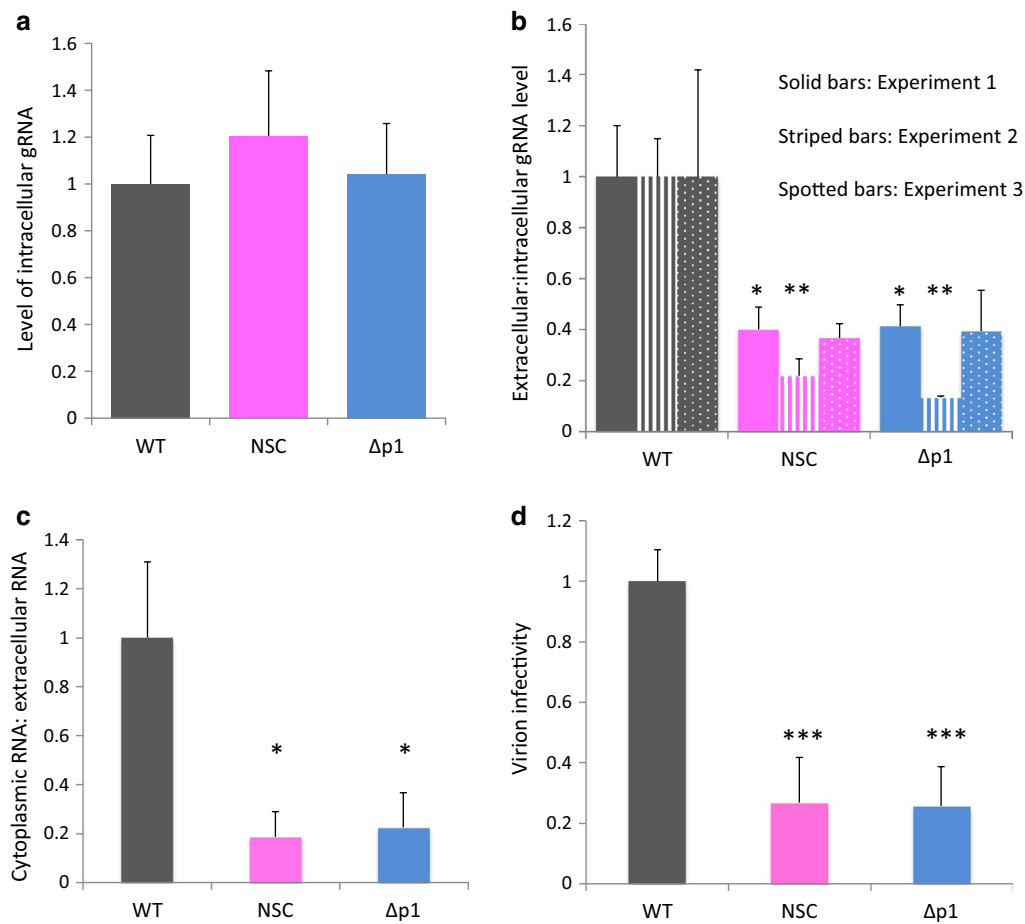 a
Level of intracellular gRNA
1.6
1.4
1.2
1
0.8
0.6
0.4
0.2
0
WT
NSC
Δp1
b
Extracellular:intracellular gRNA level
1.6
1.4
1.2
1
0.8
0.6
0.4
0.2
0
Solid bars: Experiment 1
Striped bars: Experiment 2
Spotted bars: Experiment 3
*
**
*
**
WT
NSC
Δp1
c
Cytoplasmic RNA: extracellular RNA
1.4
1.2
1
0.8
0.6
0.4
0.2
0
*
*
WT
NSC
Δp1
d
Virion infectivity
1.2
1
0.8
0.6
0.4
0.2
0
***
***
WT
NSC
Δp1